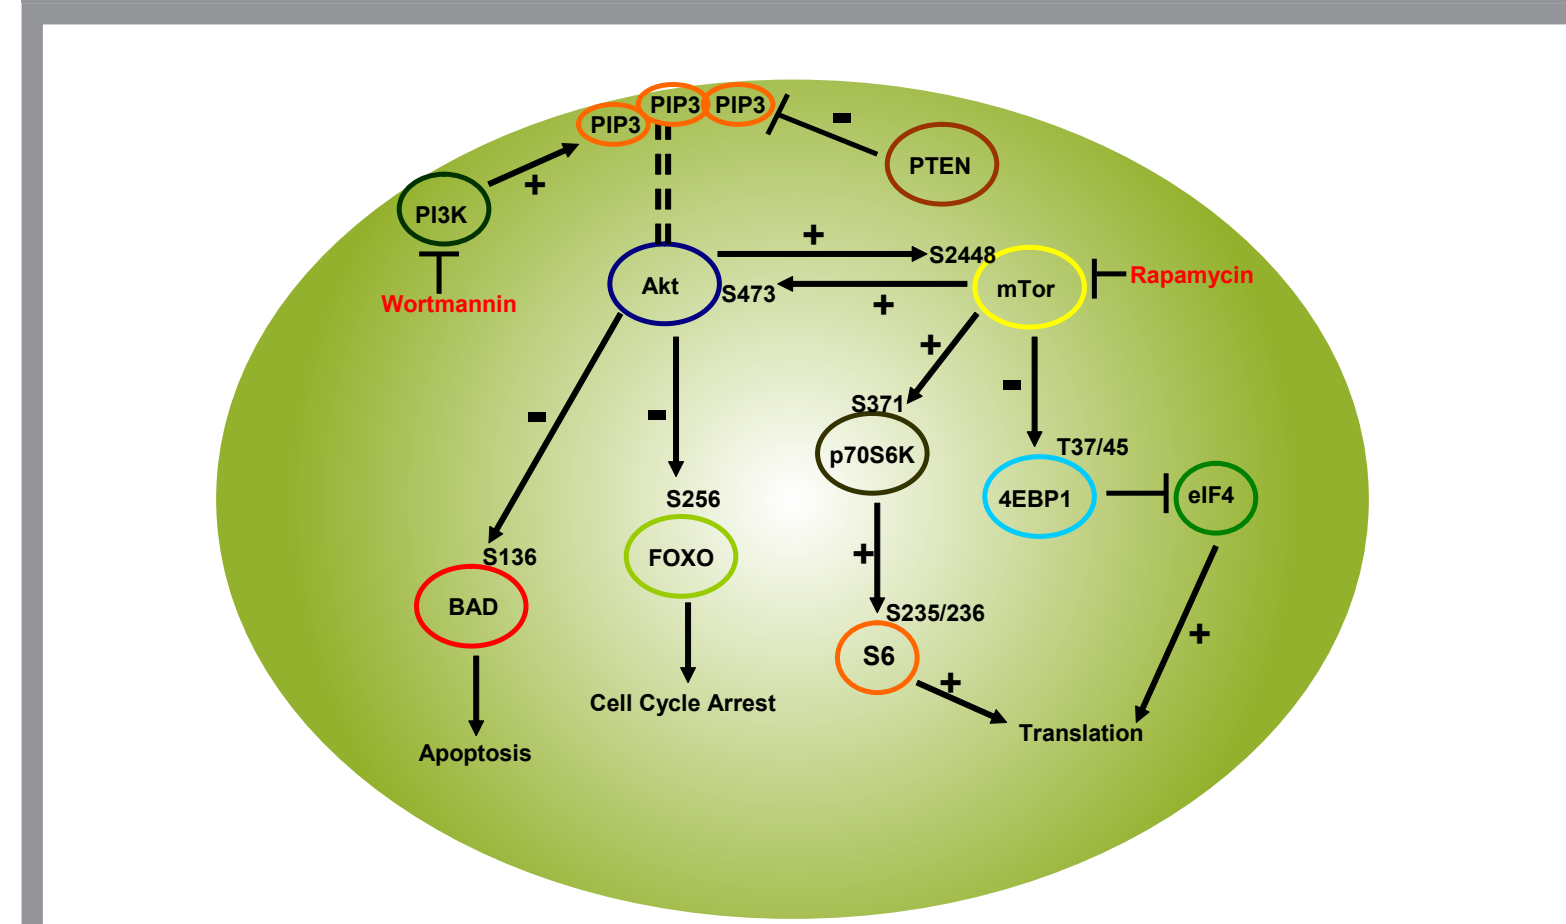 PIP3
PIP3
PIP3
-
PTEN
+
PI3K
Wortmannin
+
S2448
Akt
S473
mTor
Rapamycin
+
+
-
-
-
S371
p70S6K
T37/45
4EBP1
eIF4
S256
FOXO
S136
BAD
+
S235/236
S6
+
+
Cell Cycle Arrest
Translation
Apoptosis